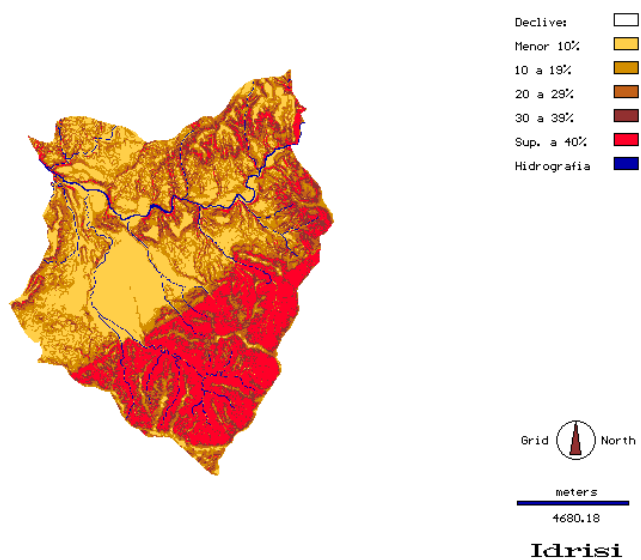 Declive:
Menor 10%
10 a 19%
20 a 29%
30 a 39%
Sup. a 40%
Hidrografia
Grid North
meters
4680.18
Idrisi